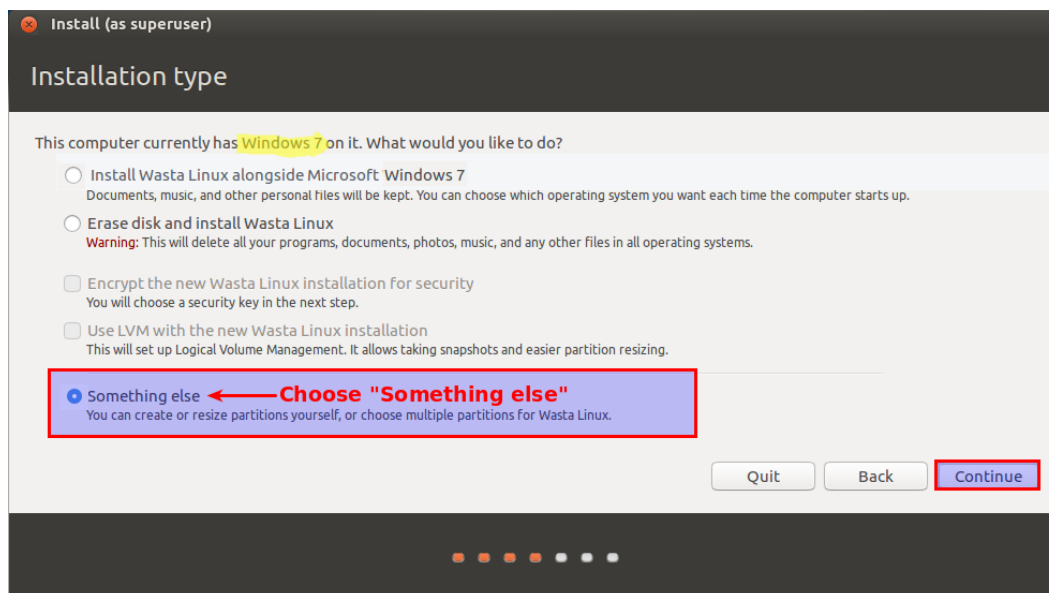 Install (as superuser)
Installation type
This computer currently has Windows 7 on it. What would you like to do?
Install Wasta Linux alongside Microsoft Windows 7
Documents, music, and other personal files will be kept. You can choose which operating system you want each time the computer starts up.
Erase disk and install Wasta Linux
Warning: This will delete all your programs, documents, photos, music, and any other files in all operating systems.
Encrypt the new Wasta Linux installation for security
You will choose a security key in the next step.
Use LVM with the new Wasta Linux installation
This will set up Logical Volume Management. It allows taking snapshots and easier partition resizing.
Something else Choose "Something else"
You can create or resize partitions yourself, or choose multiple partitions for Wasta Linux.
Quit Back Continue